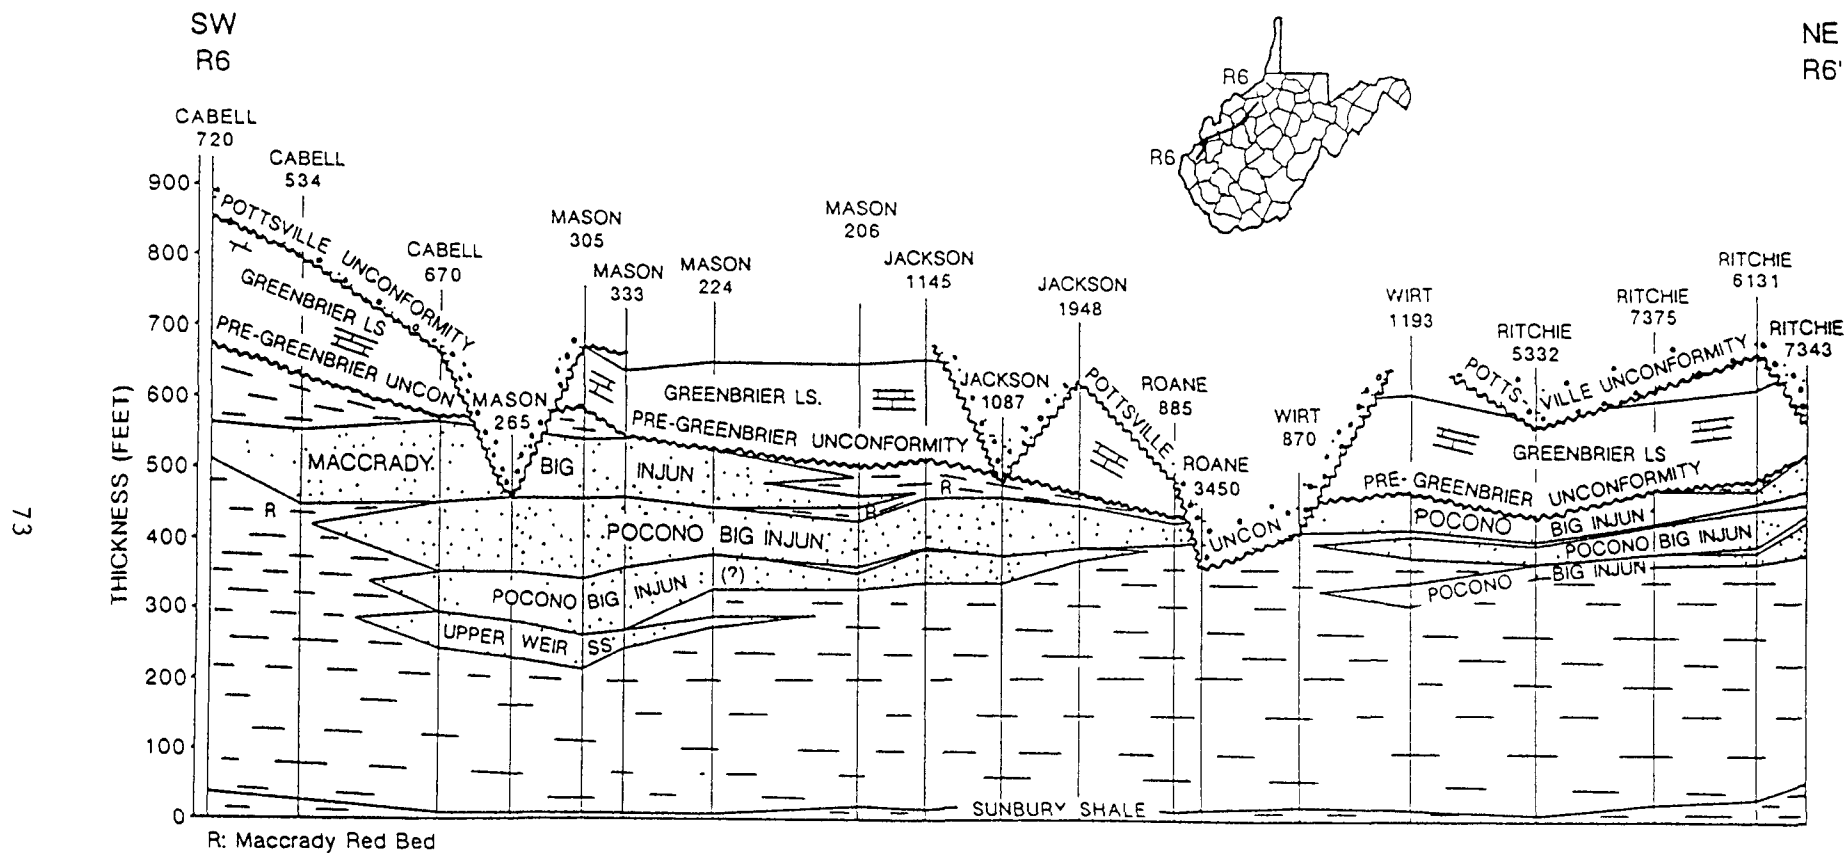 SW
R6
NE
R6'
R6
R6
CABELL
720
CABELL
534
CABELL
670
MASON
265
MASON
305
MASON
333
MASON
224
MASON
206
JACKSON
1145
JACKSON
1087
JACKSON
1948
ROANE
885
ROANE
3450
WIRT
870
WIRT
1193
RITCHIE
5332
RITCHIE
7375
RITCHIE
6131
RITCHIE
7343
THICKNESS (FEET)
900
800
700
600
500
400
300
200
100
0
POTTSVILLE UNCONFORMITY
GREENBRIER LS
PRE-GREENBRIER UNCON
MACCRADY
BIG INJUN
R
GREENBRIER LS.
PRE-GREENBRIER UNCONFORMITY
R
R
POCONO BIG INJUN
POCONO BIG INJUN (?)
UPPER WEIR SS
POTTSVILLE
UNCON
POTTSVILLE UNCONFORMITY
GREENBRIER LS
PRE-GREENBRIER UNCONFORMITY
POCONO BIG INJUN
POCONO BIG INJUN
POCONO BIG INJUN
SUNBURY SHALE
R: Maccrady Red Bed
73